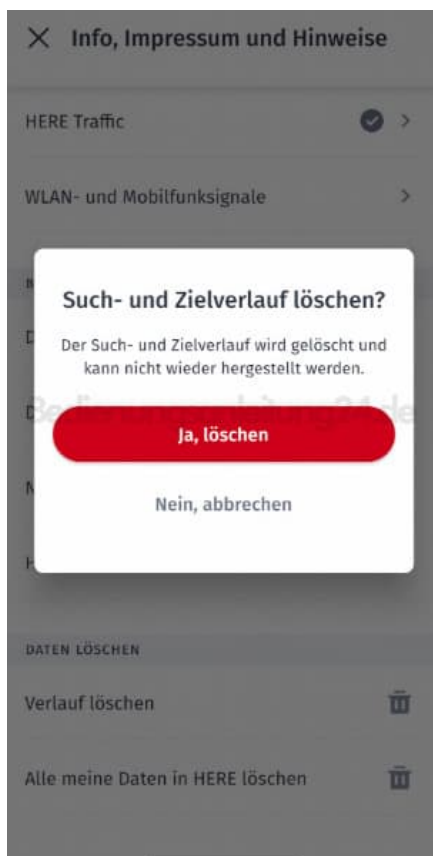 Info, Impressum und Hinweise
HERE Traffic
WLAN- und Mobilfunksignale
Such- und Zielverlauf löschen?
Der Such- und Zielverlauf wird gelöscht und
kann nicht wieder hergestellt werden.
Ja, löschen
Nein, abbrechen
DATEN LÖSCHEN
Verlauf löschen
Alle meine Daten in HERE löschen